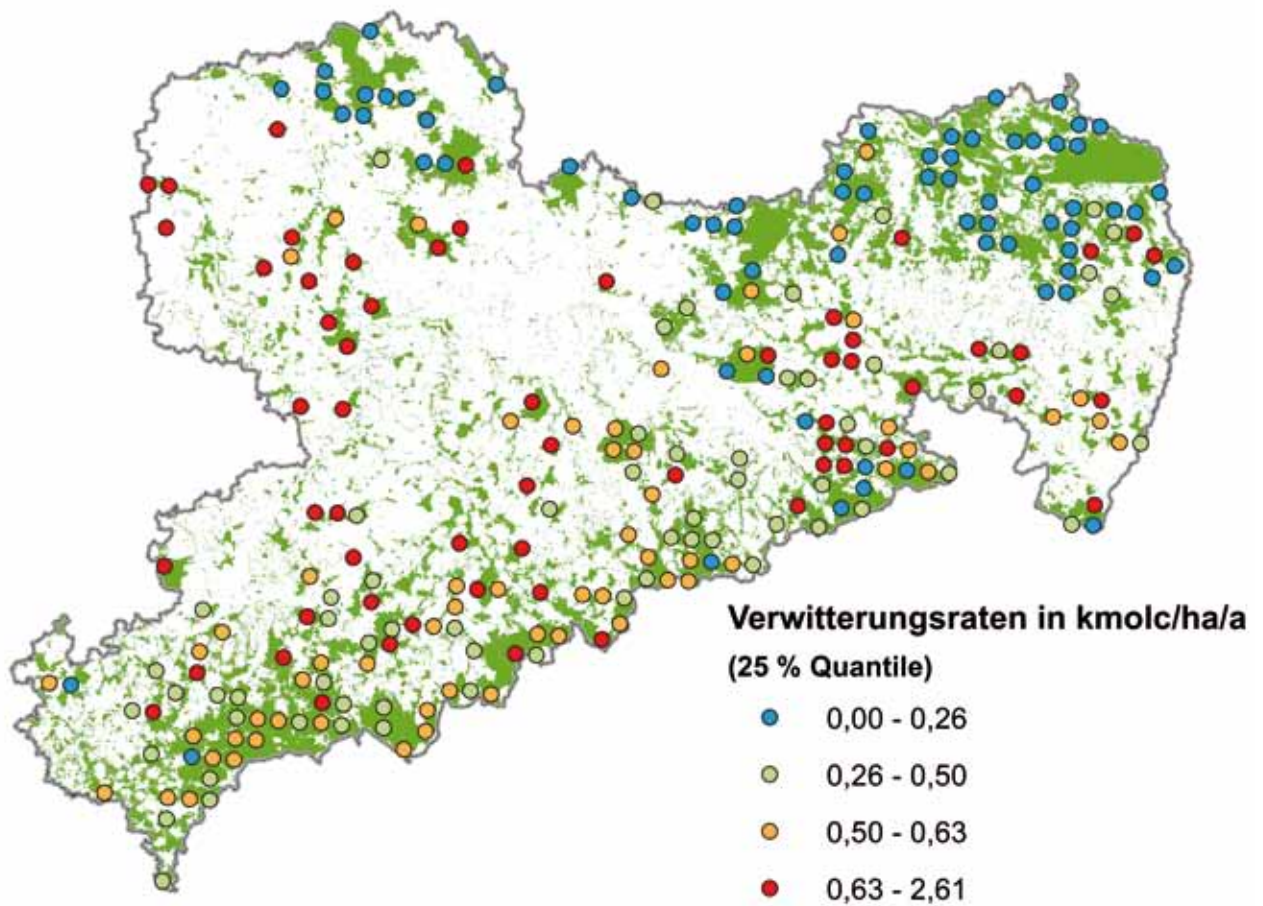 Verwitterungsraten in kmolc/ha/a
(25 % Quantile)
0,00 - 0,26
0,26 - 0,50
0,50 - 0,63
0,63 - 2,61